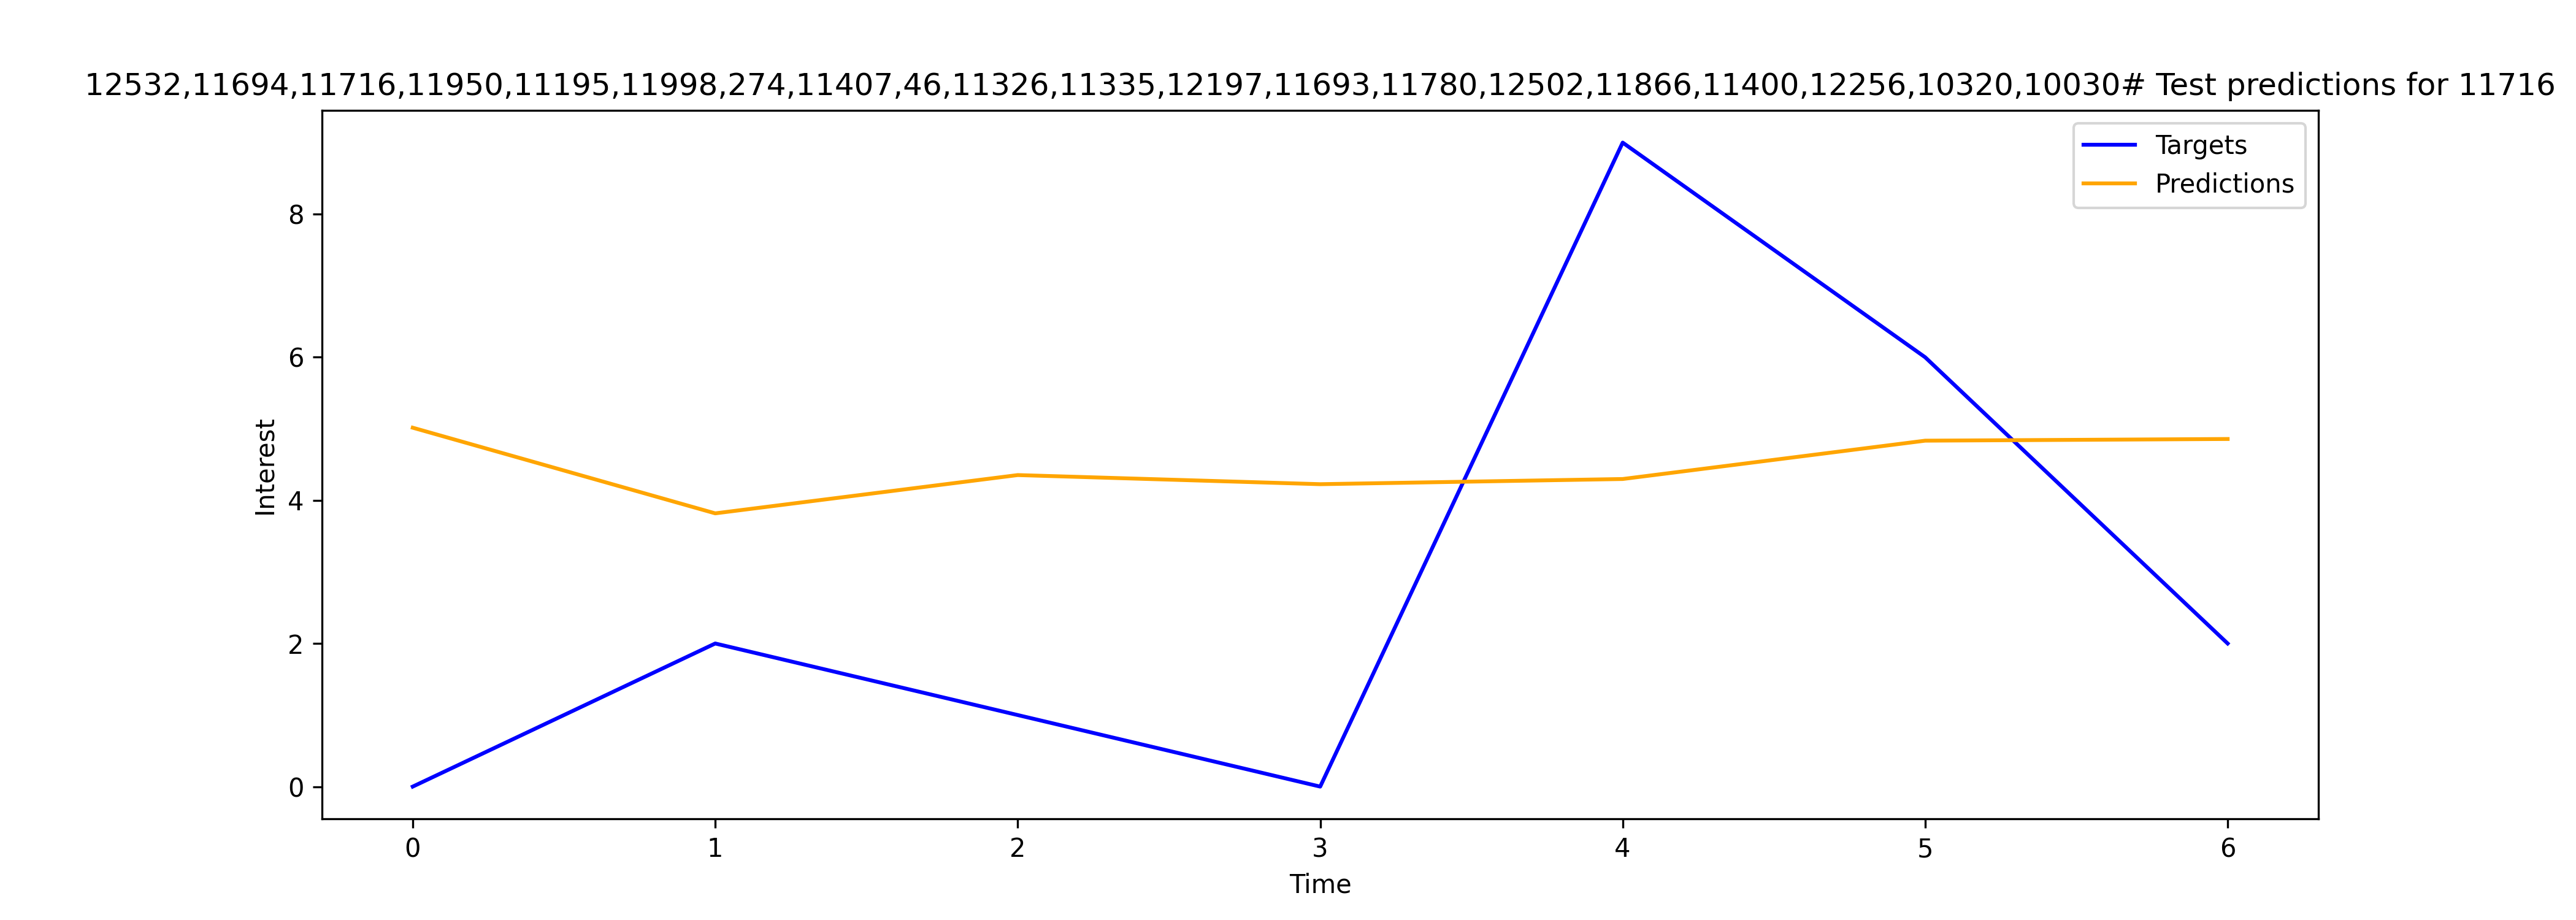 12532,11694,11716,11950,11195,11998,274,11407,46,11326,11335,12197,11693,11780,12502,11866,11400,12256,10320,10030# Test predictions for 11716
Targets
Predictions
8
6
4
2
0
Interest
0 1 2 3 4 5 6
Time